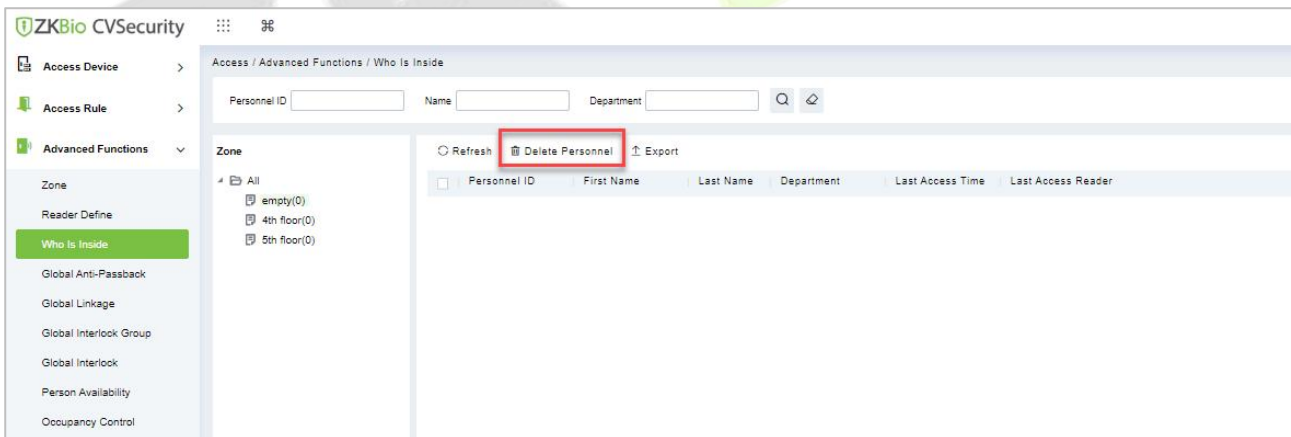 ZKBio CVSecurity
Access Device
Access / Advanced Functions / Who Is Inside
Access Rule
Personnel ID Name Department
Advanced Functions
Zone
Refresh Delete Personnel Export
All
Personnel ID First Name Last Name Department Last Access Time Last Access Reader
empty(0)
4th floor(0)
5th floor(0)
Zone
Reader Define
Who Is Inside
Global Anti-Passback
Global Linkage
Global Interlock Group
Global Interlock
Person Availability
Occupancy Control